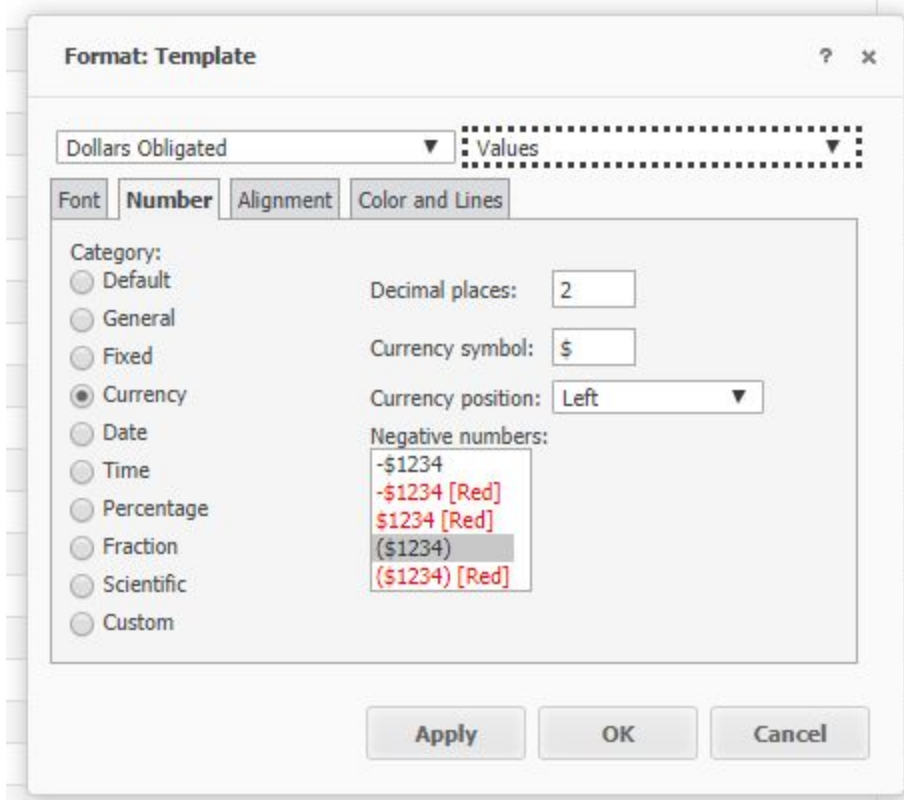 Format: Template ? ×
Dollars Obligated ▼ Values ▼
Font Number Alignment Color and Lines
Category:
Default
General
Fixed
Currency
Date
Time
Percentage
Fraction
Scientific
Custom
Decimal places: 2
Currency symbol: $
Currency position: Left ▼
Negative numbers:
-$1234
-$1234 [Red]
$1234 [Red]
($1234)
($1234) [Red]
Apply OK Cancel